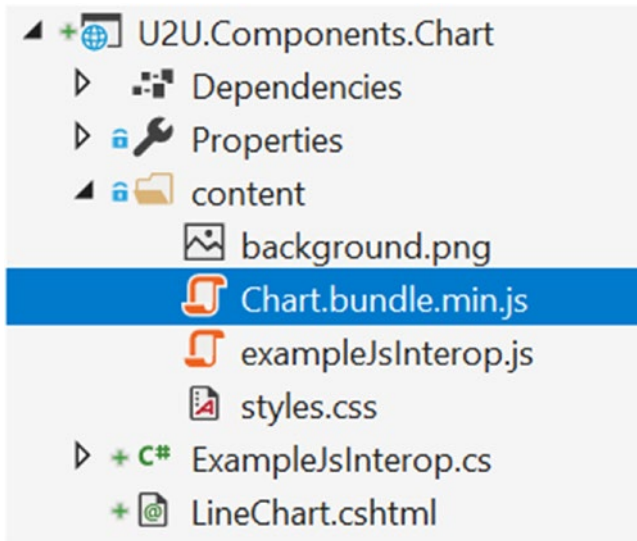 U2U.Components.Chart
Dependencies
Properties
content
background.png
Chart.bundle.min.js
exampleJsInterop.js
styles.css
C# ExampleJsInterop.cs
LineChart.cshtml